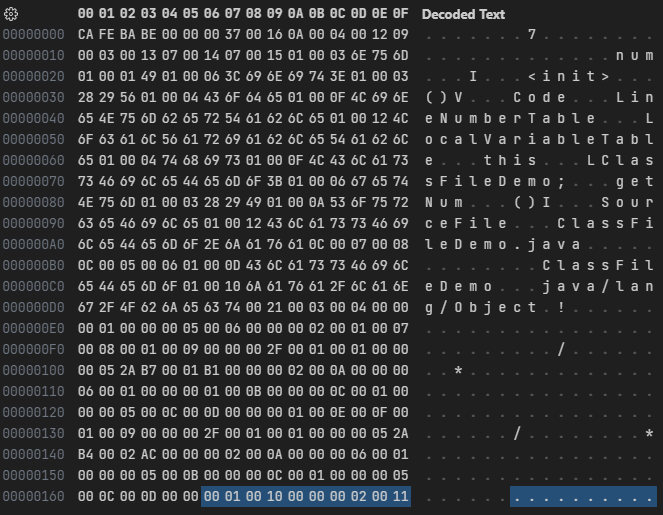 00 01 02 03 04 05 06 07 08 09 0A 0B 0C 0D 0E 0F Decoded Text
00000000 CA FE BA BE 00 00 00 37 00 16 0A 00 04 00 12 09 . . . . . . . 7 . . . . . . . .
00000010 00 03 00 13 07 00 14 07 00 15 01 00 03 6E 75 6D . . . . . . . . . . . . . n u m
00000020 01 00 01 49 01 00 06 3C 69 6E 69 74 3E 01 00 03 . . . I . . . < i n i t > . . .
00000030 28 29 56 01 00 04 43 6F 64 65 01 00 0F 4C 69 6E ( ) V . . . C o d e . . . L i n
00000040 65 4E 75 6D 62 65 72 54 61 62 6C 65 01 00 12 4C e N u m b e r T a b l e . . . L
00000050 6F 63 61 6C 56 61 72 69 61 62 6C 65 54 61 62 6C o c a l V a r i a b l e T a b l
00000060 65 01 00 04 74 68 69 73 01 00 0F 4C 43 6C 61 73 e . . . t h i s . . . L C l a s
00000070 73 46 69 6C 65 44 65 6D 6F 3B 01 00 06 67 65 74 s F i l e D e m o ; . . . g e t
00000080 4E 75 6D 01 00 03 28 29 49 01 00 0A 53 6F 75 72 N u m . . . ( ) I . . . S o u r
00000090 63 65 46 69 6C 65 01 00 12 43 6C 61 73 73 46 69 c e F i l e . . . C l a s s F i
000000A0 6C 65 44 65 6D 6F 2E 6A 61 76 61 0C 00 07 00 08 l e D e m o . j a v a . . . . .
000000B0 0C 00 05 00 06 01 00 0D 43 6C 61 73 73 46 69 6C . . . . . . . . C l a s s F i l
000000C0 65 44 65 6D 6F 01 00 10 6A 61 76 61 2F 6C 61 6E e D e m o . . . j a v a / l a n
000000D0 67 2F 4F 62 6A 65 63 74 00 21 00 03 00 04 00 00 g / O b j e c t . ! . . . . . .
000000E0 00 01 00 00 00 05 00 06 00 00 00 02 00 01 00 07 . . . . . . . . . . . . . . . .
000000F0 00 08 00 01 00 09 00 00 00 2F 00 01 00 01 00 00 . . . . . . . . . / . . . . . .
00000100 00 05 2A B7 00 01 B1 00 00 00 02 00 0A 00 00 00 . . * . . . . . . . . . . . . .
00000110 06 00 01 00 00 00 01 00 0B 00 00 00 0C 00 01 00 . . . . . . . . . . . . . . . .
00000120 00 00 05 00 0C 00 0D 00 00 00 01 00 0E 00 0F 00 . . . . . . . . . . . . . . . .
00000130 01 00 09 00 00 00 2F 00 01 00 01 00 00 00 05 2A . . . . . . / . . . . . . . . *
00000140 B4 00 02 AC 00 00 00 02 00 0A 00 00 00 06 00 01 . . . . . . . . . . . . . . . .
00000150 00 00 00 05 00 0B 00 00 00 0C 00 01 00 00 00 05 . . . . . . . . . . . . . . . .
00000160 00 0C 00 0D 00 00 00 01 00 10 00 00 00 02 00 11 . . . . . . . . . . . . . . . .